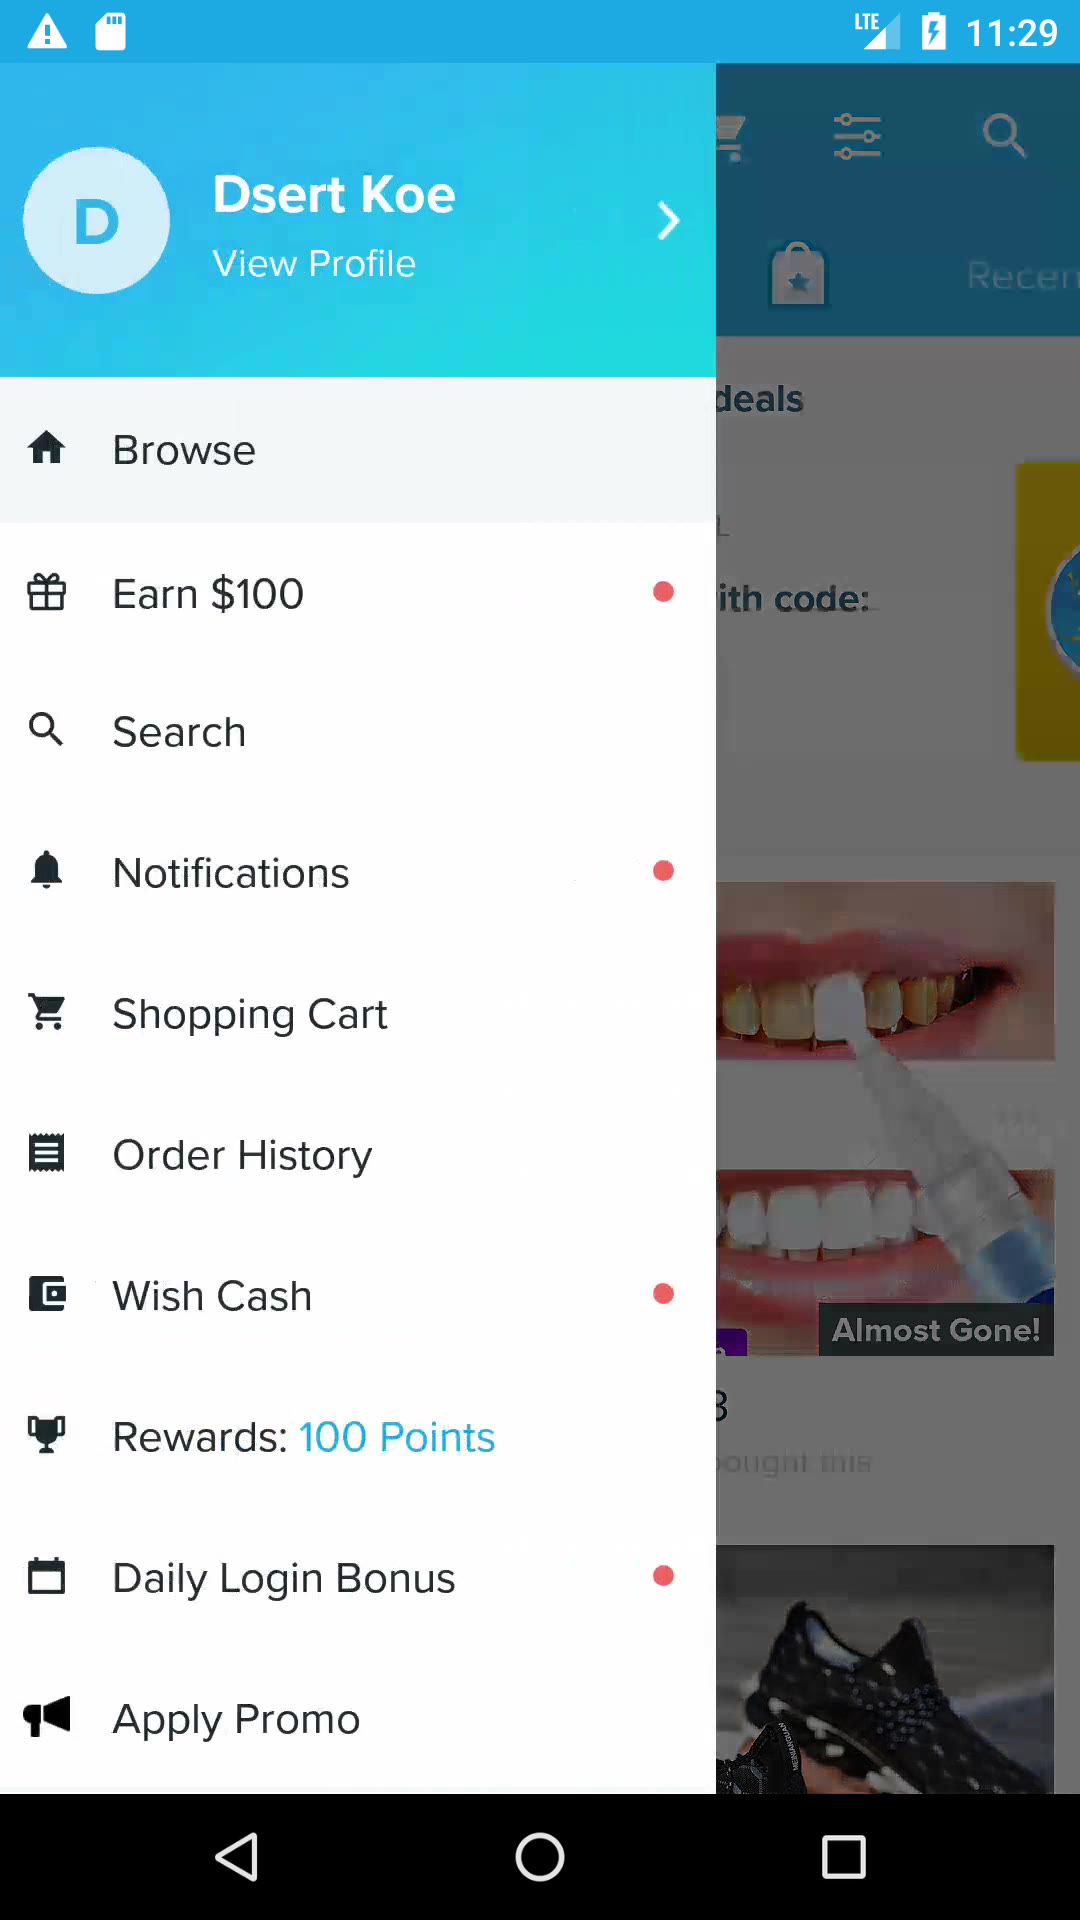 LTE 11:29
D
Dsert Koe
View Profile
Recen
deals
Browse
ith code:
Earn $100
Search
Notifications
Shopping Cart
Order History
Wish Cash
Almost Gone!
Rewards: 100 Points
ought this
Daily Login Bonus
Apply Promo